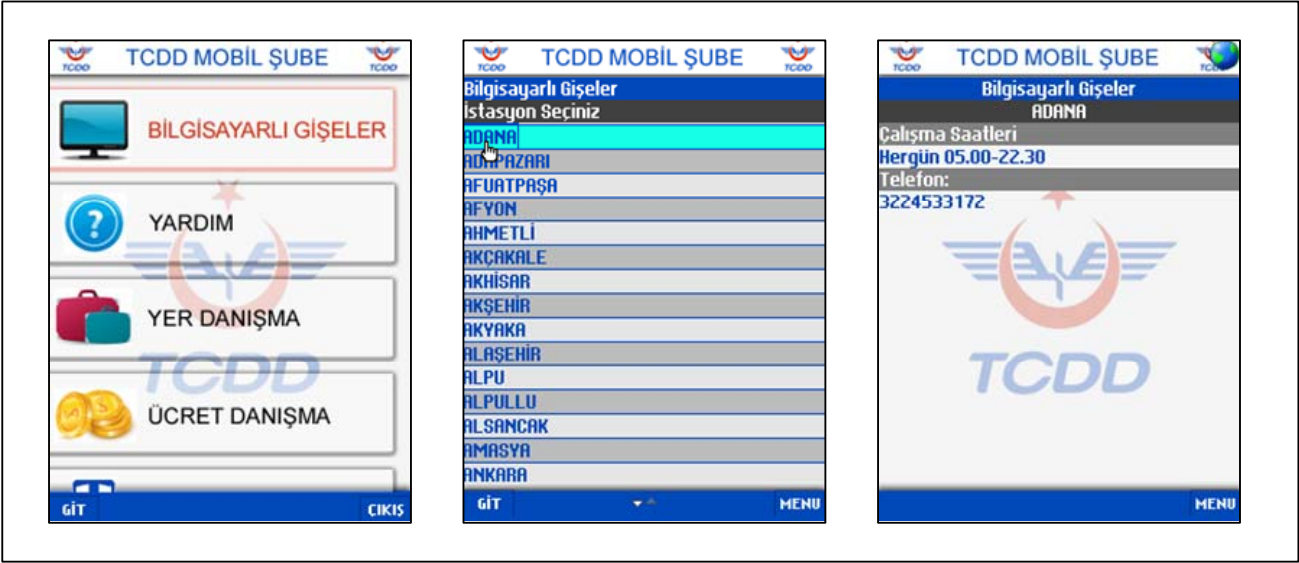 TCDD
TCDD MOBİL ŞUBE
TCDD
BİLGİSAYARLI GİŞELER
YARDIM
YER DANIŞMA
TCDD
ÜCRET DANIŞMA
GİT
CIKIS
TCDD
TCDD MOBİL ŞUBE
TCDD
Bilgisayarlı Gişeler
İstasyon Seçiniz
ADANA
ADAPAZARI
AFUATPAŞA
AFYON
AHMETLİ
AKÇAKALE
AKHİSAR
AKŞEHİR
AKYAKA
ALAŞEHİR
ALPU
ALPULLU
ALSANCAK
AMASYA
ANKARA
GİT
MENU
TCDD
TCDD MOBİL ŞUBE
Bilgisayarlı Gişeler
ADANA
Çalışma Saatleri
Hergün 05.00-22.30
Telefon:
3224533172
TCDD
MENU